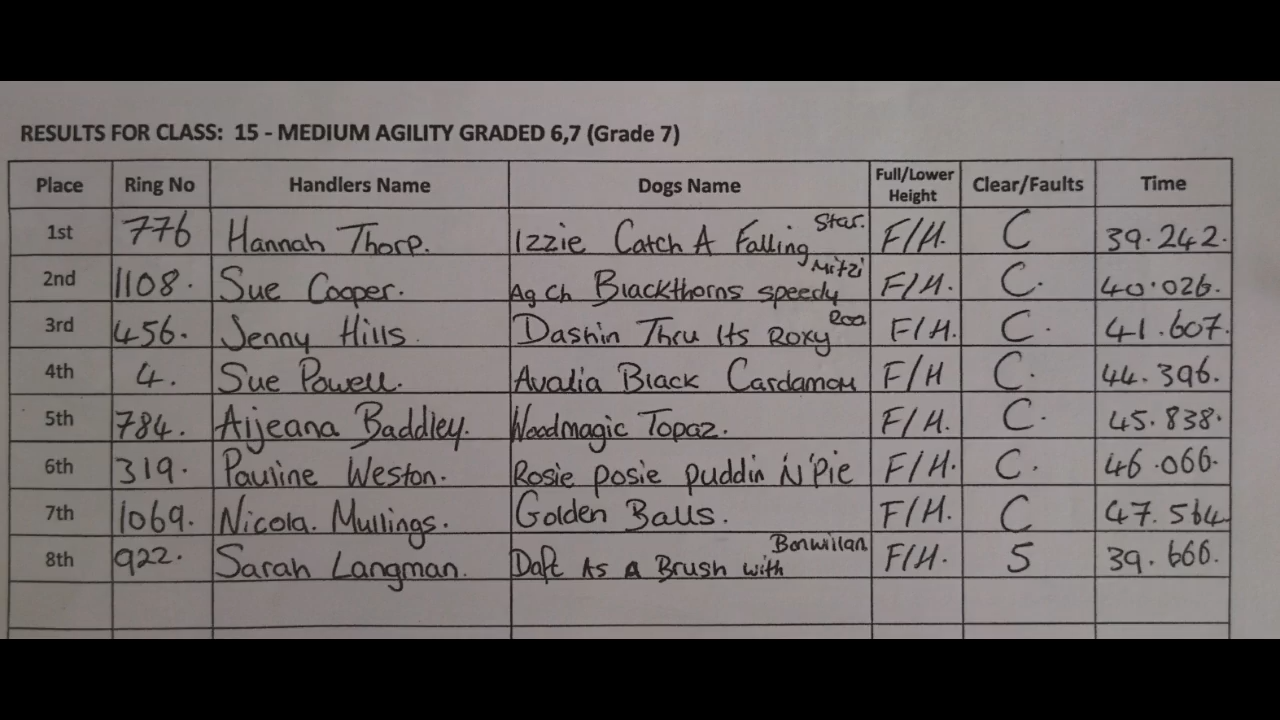 RESULTS FOR CLASS: 15 - MEDIUM AGILITY GRADED 6,7 (Grade 7)
Place Ring No Handlers Name Dogs Name Full/Lower Height Clear/Faults Time
1st 776 Hannah Thorp. Izzie Catch A Falling Star. F/H. C 39.242.
2nd 1108. Sue Cooper. Ag Ch Blackthorns speedy Mitzi F/H. C. 40.026.
3rd 456. Jenny Hills. Dashin Thru Its Roxy Roo F/H. C. 41.607.
4th 4. Sue Powell. Avalia Black Cardamom F/H C. 44.396.
5th 784. Aijeana Baddley. Woodmagic Topaz. F/H. C. 45.838.
6th 319. Pauline Weston. Rosie posie puddin N'Pie F/H. C. 46.066.
7th 1069. Nicola. Mullings. Golden Balls. F/H. C 47.564
8th 922. Sarah Langman. Daft As A Brush with Bonwillan F/H. 5 39.666.